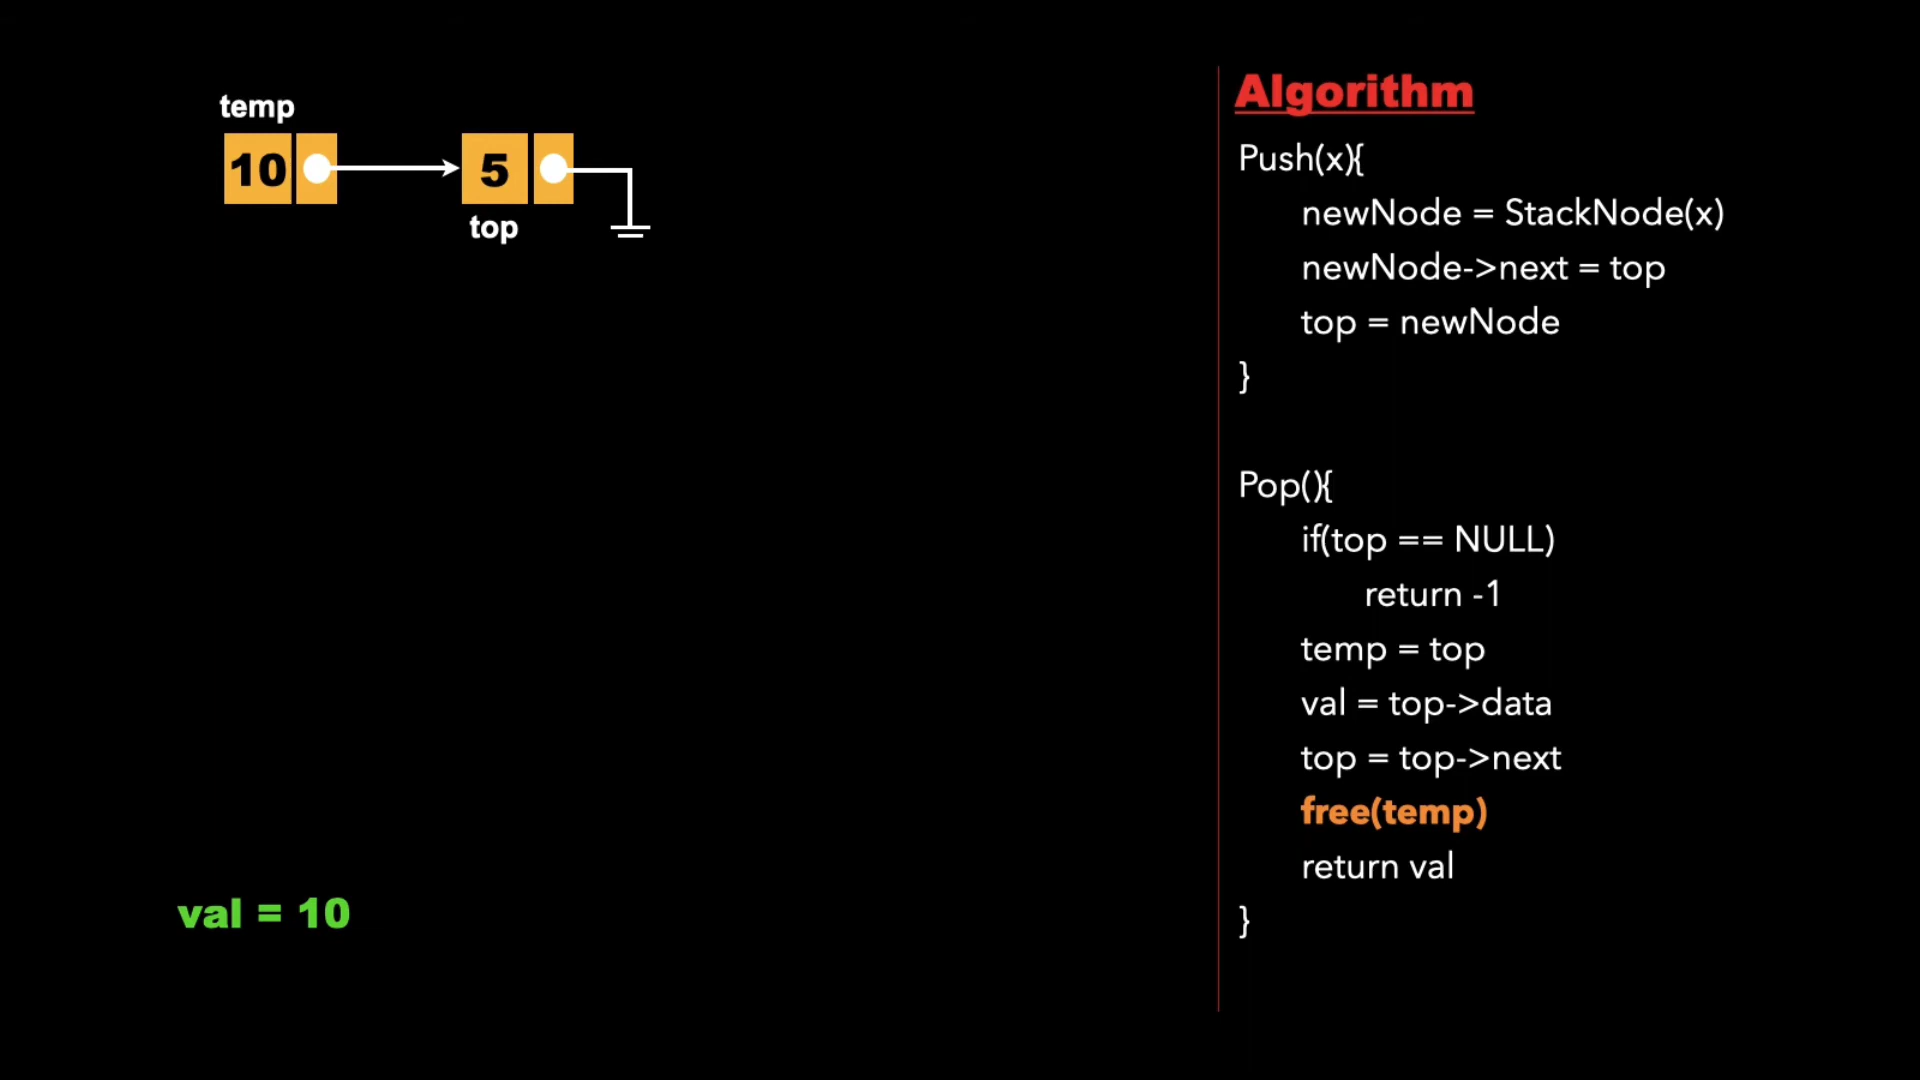 temp
10
5
top
val = 10
Algorithm
Push(x){
newNode = StackNode(x)
newNode->next = top
top = newNode
}
Pop(){
if(top == NULL)
return -1
temp = top
val = top->data
top = top->next
free(temp)
return val
}